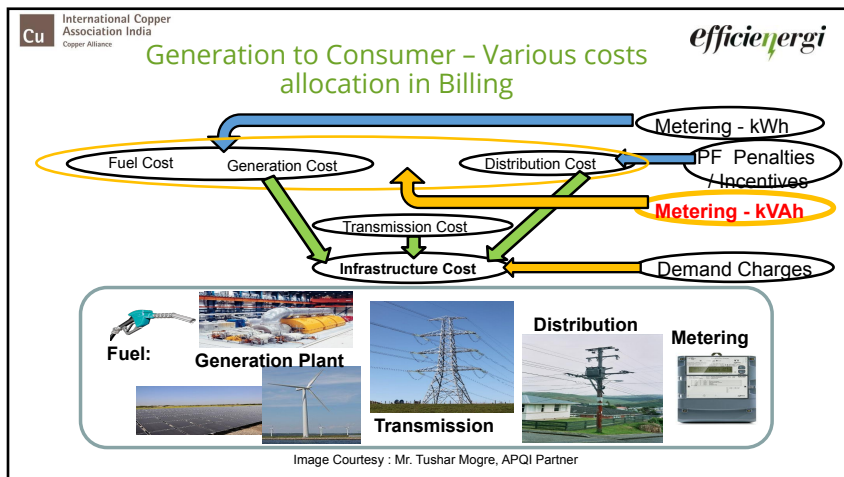 Cu
International Copper
Association India
Copper Alliance
efficienergi
Generation to Consumer – Various costs
allocation in Billing
Metering - kWh
Fuel Cost
Generation Cost
Distribution Cost
PF Penalties
/ Incentives
Metering - kVAh
Transmission Cost
Infrastructure Cost
Demand Charges
Fuel:
Generation Plant
Transmission
Distribution
Metering
Image Courtesy : Mr. Tushar Mogre, APQI Partner